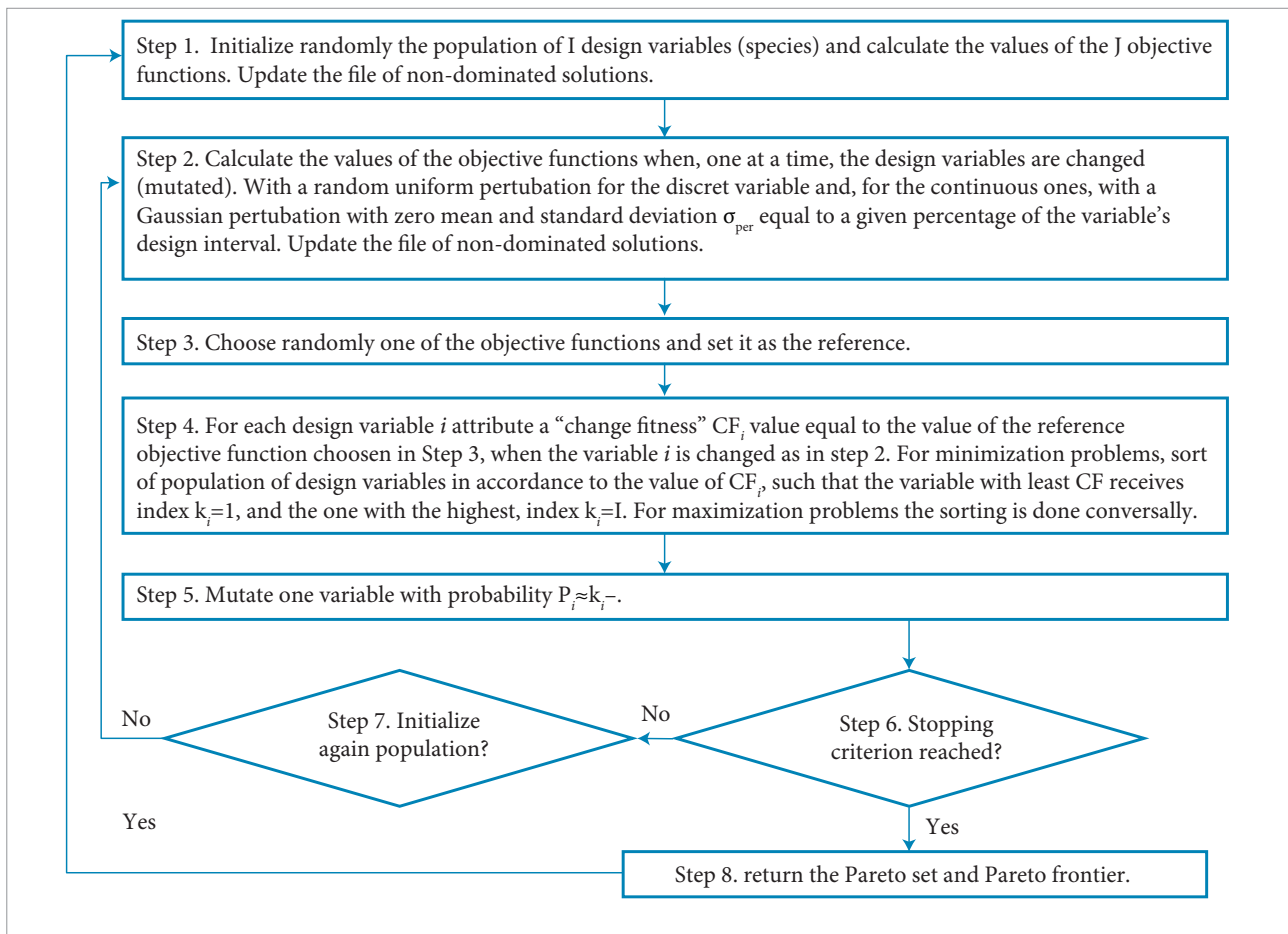 Step 1.  Initialize randomly the population of I design variables (species) and calculate the values of the J objective
functions. Update the file of non-dominated solutions.
Step 2. Calculate the values of the objective functions when, one at a time, the design variables are changed
(mutated). With a random uniform pertubation for the discret variable and, for the continuous ones, with a
Gaussian pertubation with zero mean and standard deviation σper equal to a given percentage of the variable's
design interval. Update the file of non-dominated solutions.
Step 3. Choose randomly one of the objective functions and set it as the reference.
Step 4. For each design variable i attribute a “change fitness” CFi value equal to the value of the reference
objective function choosen in Step 3, when the variable i is changed as in step 2. For minimization problems, sort
of population of design variables in accordance to the value of CFi, such that the variable with least CF receives
index ki=1, and the one with the highest, index ki=I. For maximization problems the sorting is done conversally.
Step 5. Mutate one variable with probability Pi≈ki–.
No
Step 7. Initialize
again population?
No
Step 6. Stopping
criterion reached?
Yes
Yes
Step 8. return the Pareto set and Pareto frontier.